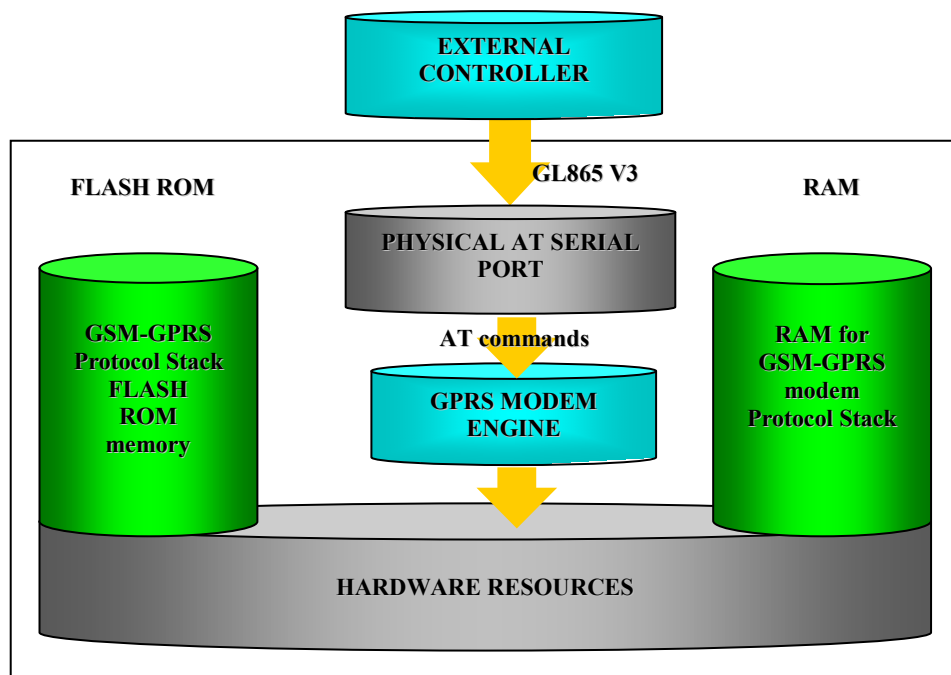 EXTERNAL
CONTROLLER
GL865 V3
FLASH ROM
RAM
PHYSICAL AT SERIAL
PORT
AT commands
GSM-GPRS
Protocol Stack
FLASH
ROM
memory
GPRS MODEM
ENGINE
RAM for
GSM-GPRS
modem
Protocol Stack
HARDWARE RESOURCES